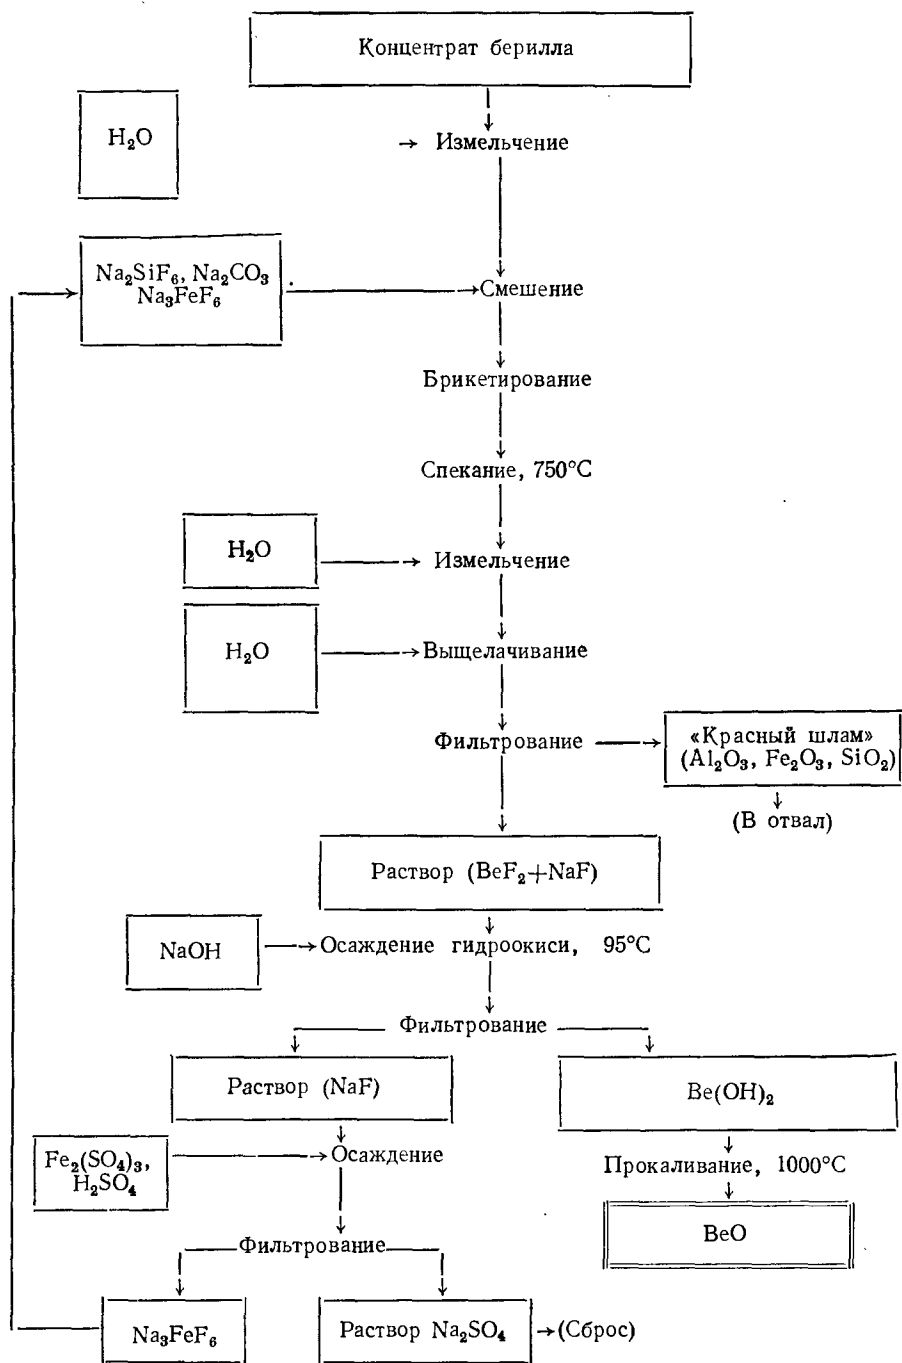 Концентрат берилла
H₂O
→ Измельчение
Na₂SiF₆, Na₂CO₃
Na₃FeF₆
Смешение
Брикетирование
Спекание, 750°C
H₂O
Измельчение
H₂O
Выщелачивание
Фильтрование
«Красный шлам»
(Al₂O₃, Fe₂O₃, SiO₂)
(В отвал)
Раствор (BeF₂+NaF)
NaOH
Осаждение гидроокиси, 95°C
Фильтрование
Раствор (NaF)
Be(OH)₂
Fe₂(SO₄)₃,
H₂SO₄
Осаждение
Прокаливание, 1000°C
BeO
Фильтрование
Na₃FeF₆
Раствор Na₂SO₄
(Сброс)